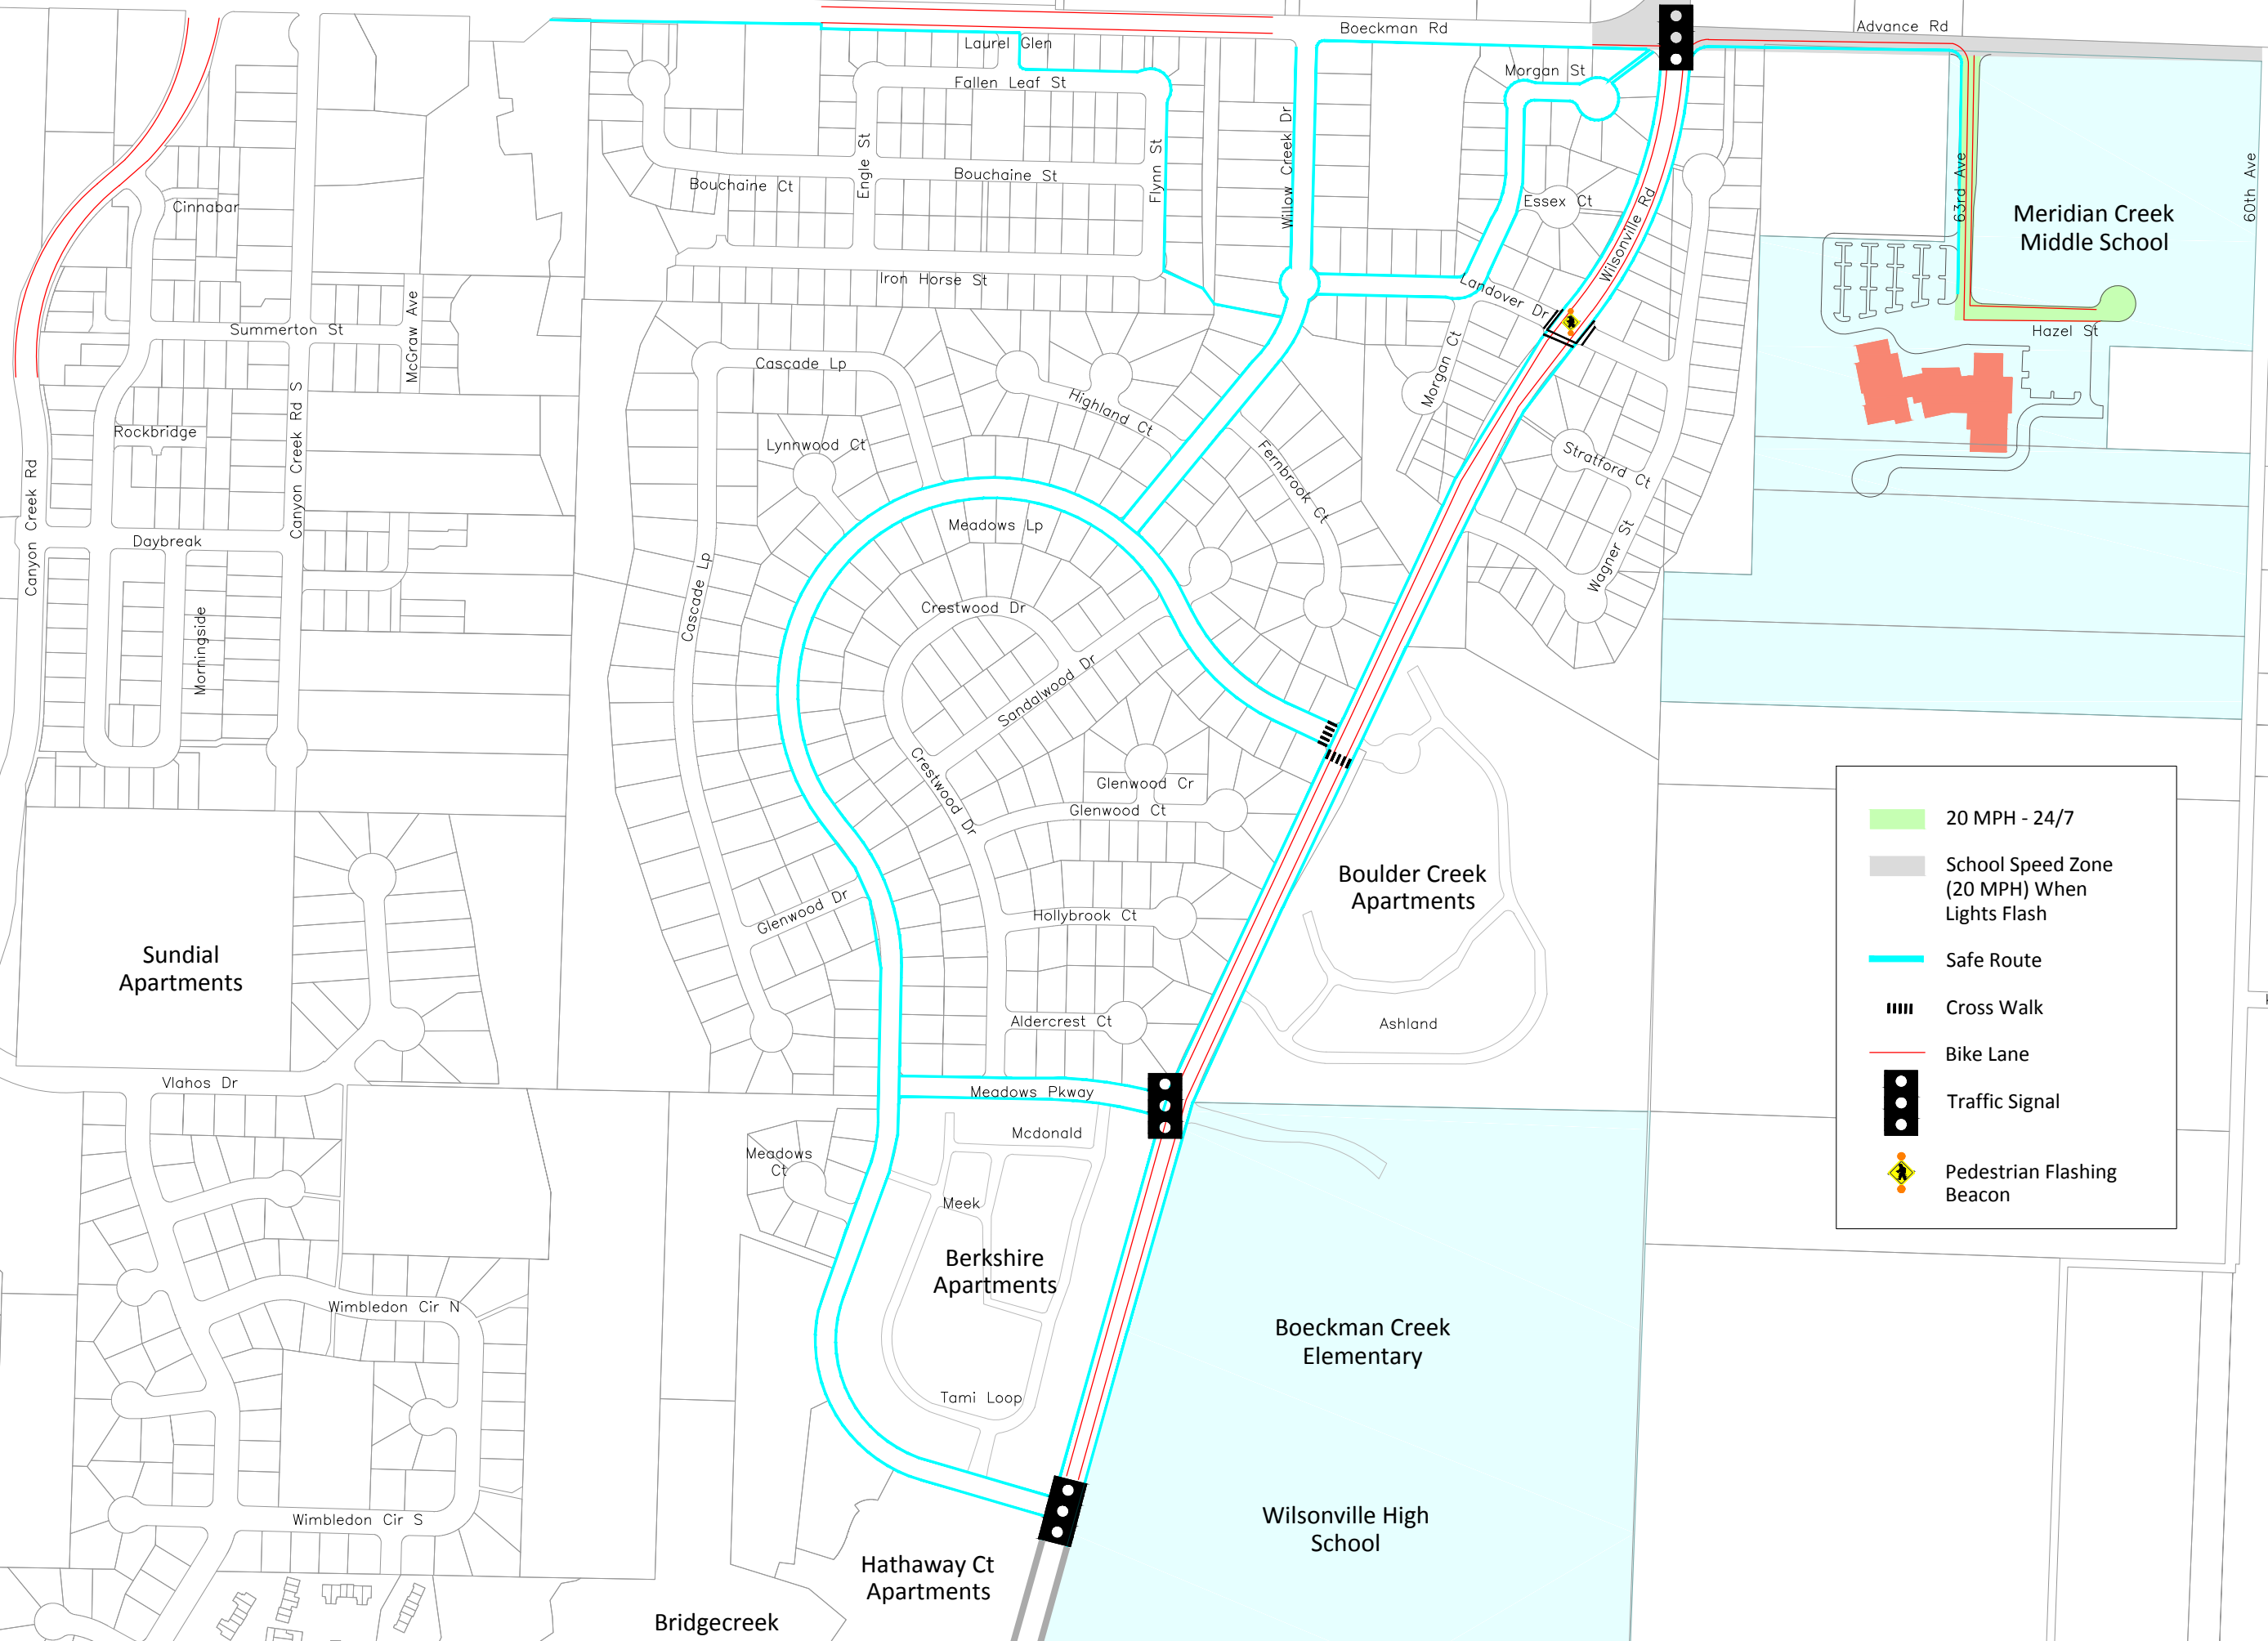 Boeckman Rd
Advance Rd
Laurel Glen
Fallen Leaf St
Morgan St
Engle St
Flynn St
Willow Creek Dr
Bouchaine Ct
Bouchaine St
Cinnabar
Essex Ct
Wilsonville Rd
63rd Ave
60th Ave
Meridian Creek
Middle School
Iron Horse St
Landover Dr
Summerton St
McGraw Ave
Hazel St
Cascade Lp
Highland Ct
Morgan Ct
Rockbridge
Canyon Creek Rd S
Lynnwood Ct
Fernbrook Ct
Stratford Ct
Canyon Creek Rd
Meadows Lp
Daybreak
Wagner St
Cascade Lp
Crestwood Dr
Morningside
Sandalwood Dr
Crestwood Dr
Glenwood Cr
Glenwood Ct
Boulder Creek
Apartments
Glenwood Dr
Hollybrook Ct
Sundial
Apartments
Aldercrest Ct
Ashland
Vlahos Dr
Meadows Pkway
Mcdonald
Meadows
Ct
Meek
Berkshire
Apartments
Wimbledon Cir N
Boeckman Creek
Elementary
Tami Loop
Wimbledon Cir S
Wilsonville High
School
Hathaway Ct
Apartments
Bridgecreek
20 MPH - 24/7
School Speed Zone
(20 MPH) When
Lights Flash
Safe Route
Cross Walk
Bike Lane
Traffic Signal
Pedestrian Flashing
Beacon